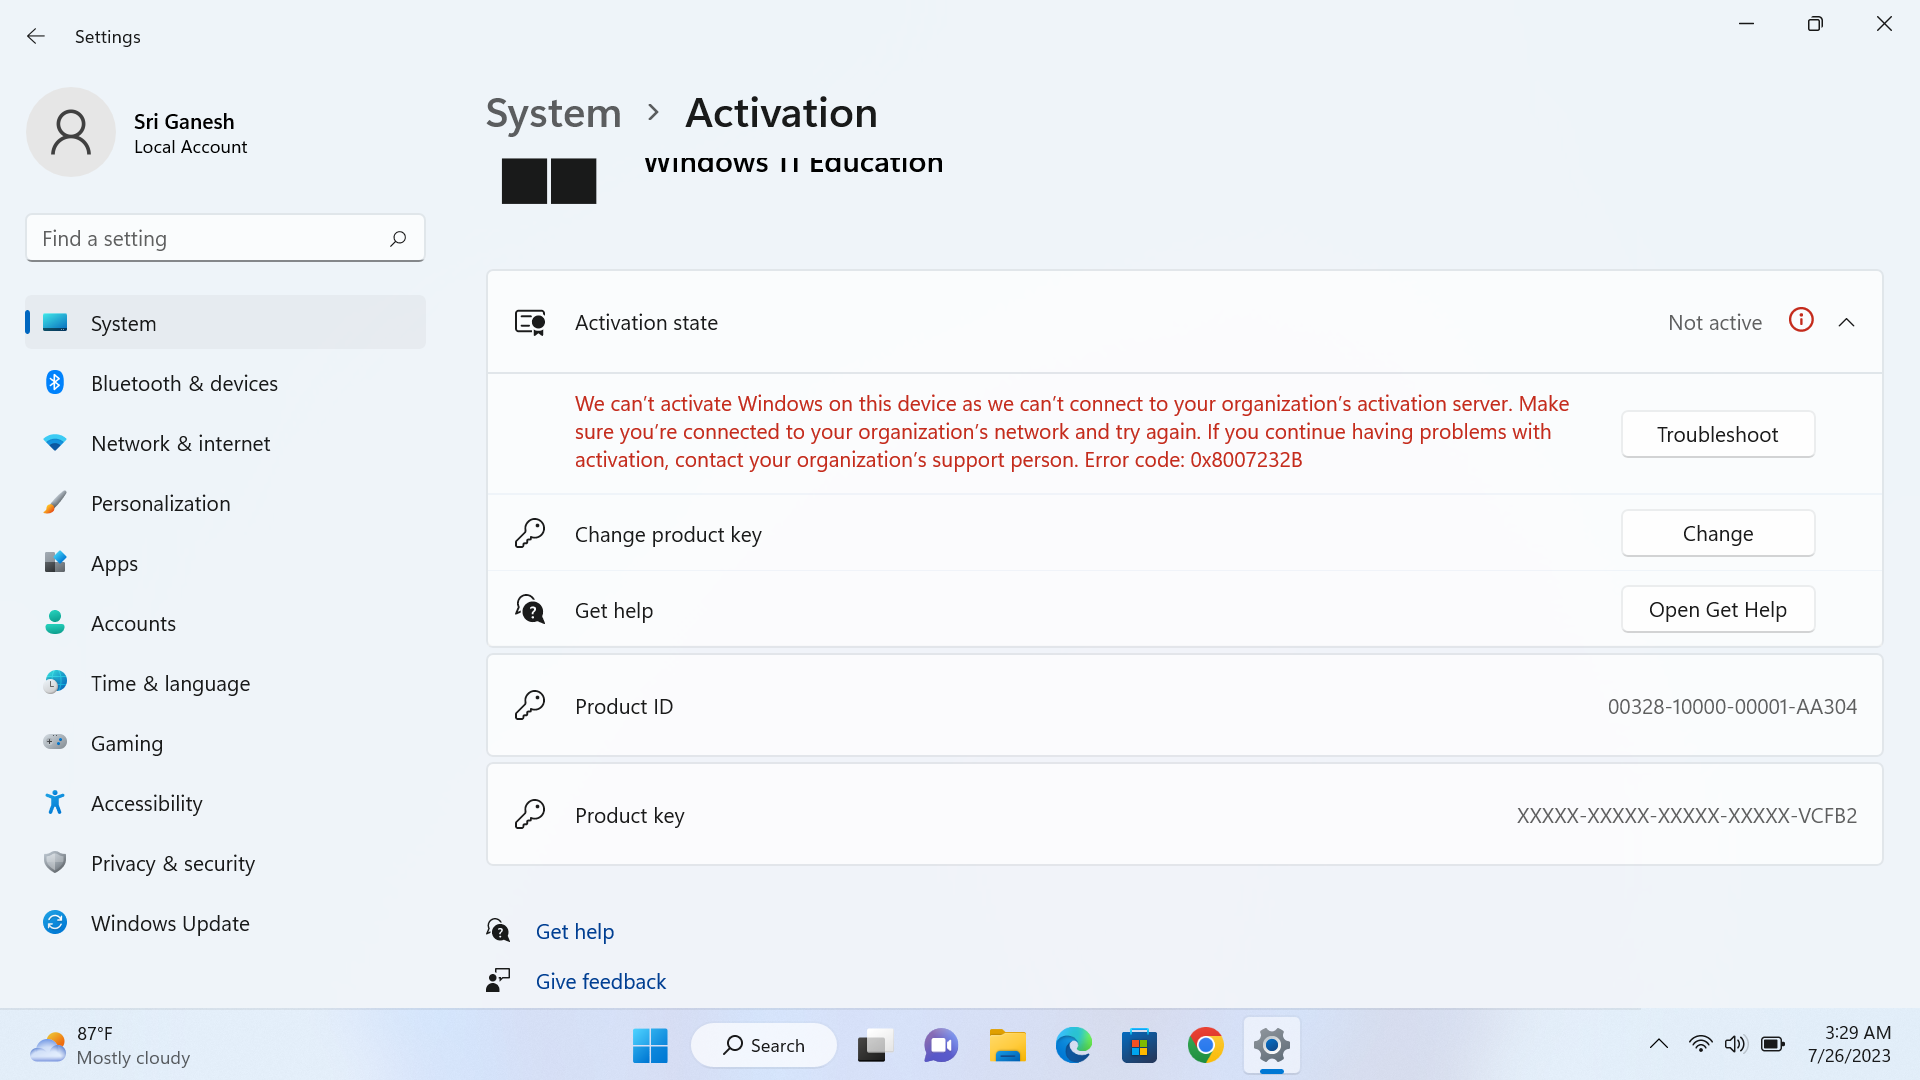 Settings
Sri Ganesh
Local Account
Find a setting
System
Bluetooth & devices
Network & internet
Personalization
Apps
Accounts
Time & language
Gaming
Accessibility
Privacy & security
Windows Update
System > Activation
Windows 11 Education
Activation state
Not active
We can't activate Windows on this device as we can't connect to your organization's activation server. Make
sure you're connected to your organization's network and try again. If you continue having problems with
activation, contact your organization's support person. Error code: 0x8007232B
Troubleshoot
Change product key
Change
Get help
Open Get Help
Product ID
00328-10000-00001-AA304
Product key
XXXXX-XXXXX-XXXXX-XXXXX-VCFB2
Get help
Give feedback
87°F
Mostly cloudy
Search
3:29 AM
7/26/2023